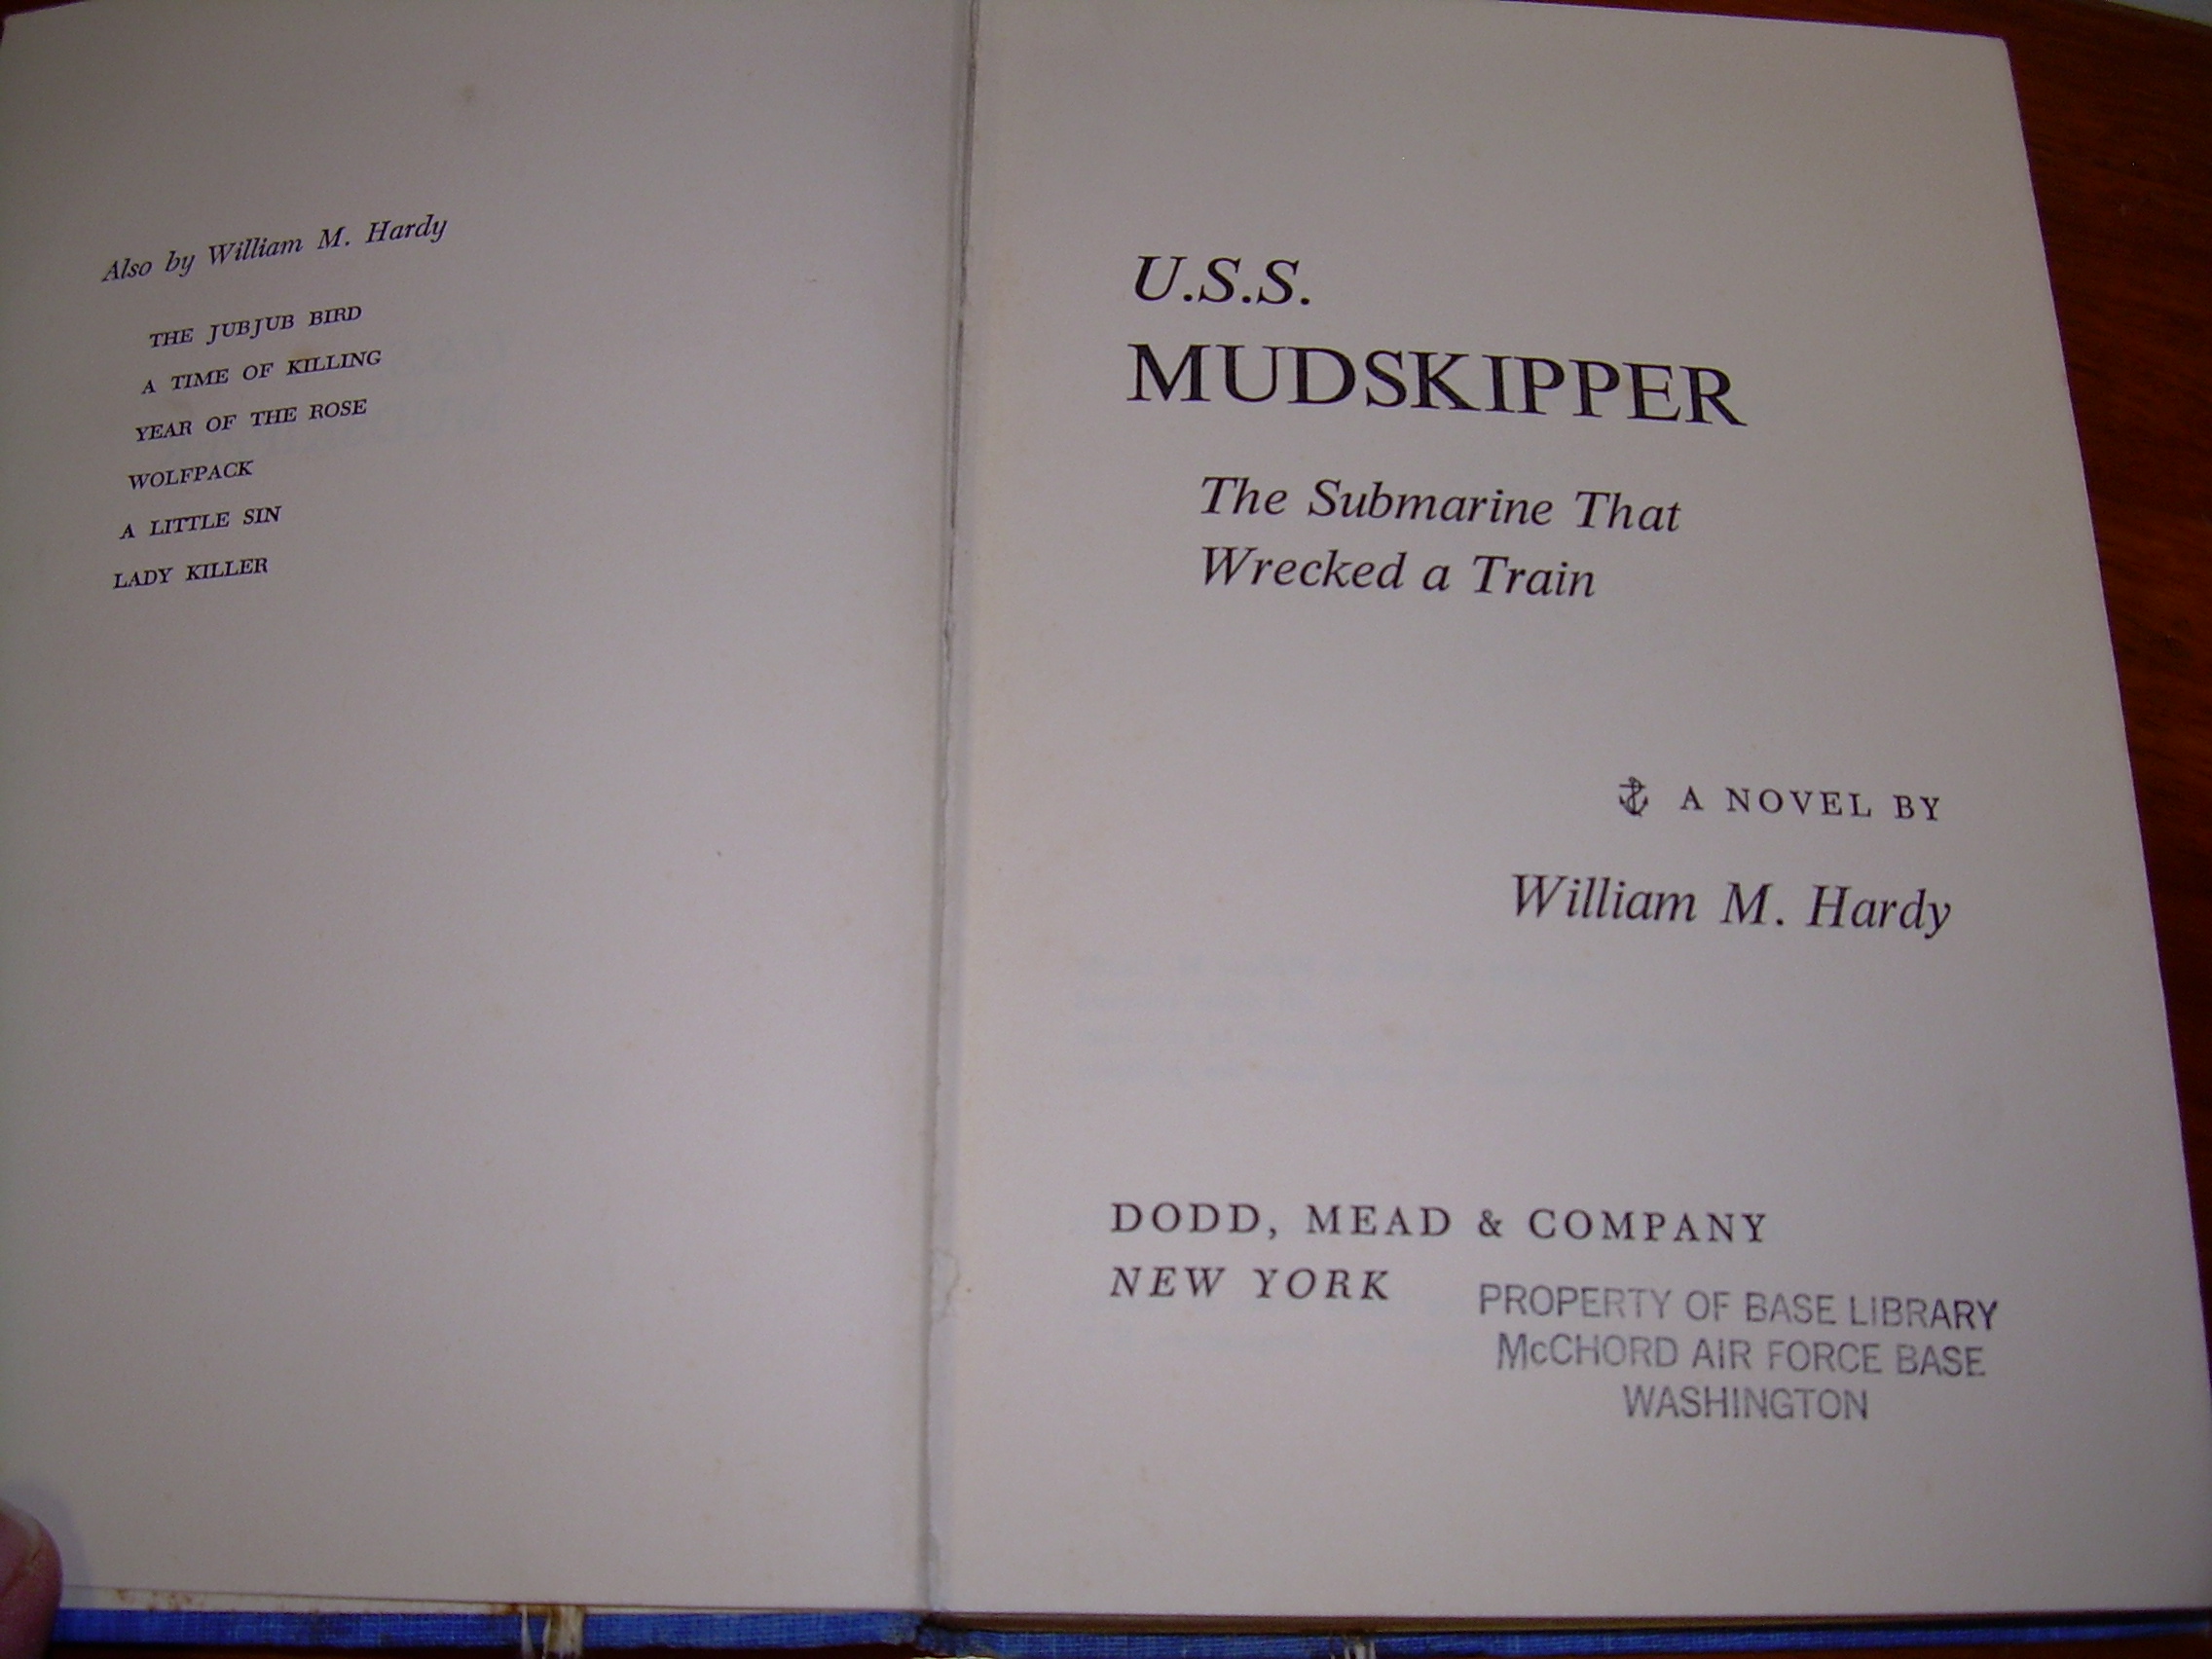 Also by William M. Hardy
THE JUBJUB BIRD
A TIME OF KILLING
YEAR OF THE ROSE
WOLFPACK
A LITTLE SIN
LADY KILLER
U.S.S.
MUDSKIPPER
The Submarine That
Wrecked a Train
A NOVEL BY
William M. Hardy
DODD, MEAD & COMPANY
NEW YORK
PROPERTY OF BASE LIBRARY
McCHORD AIR FORCE BASE
WASHINGTON